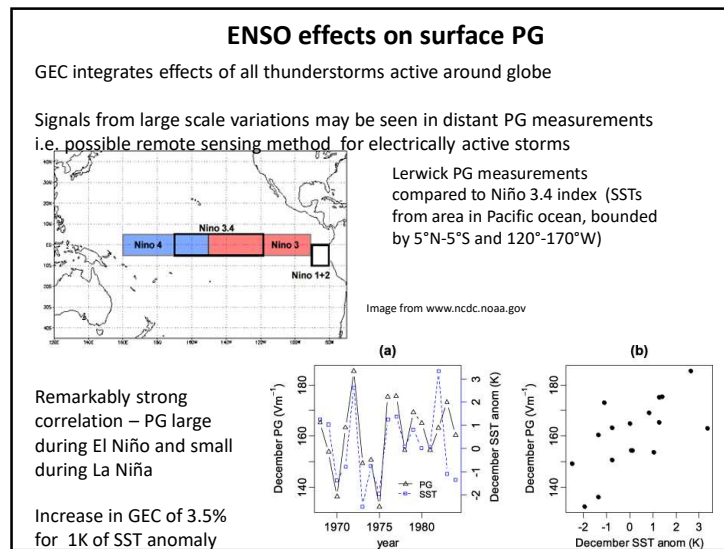 ENSO effects on surface PG
GEC integrates effects of all thunderstorms active around globe
Signals from large scale variations may be seen in distant PG measurements
i.e. possible remote sensing method  for electrically active storms
Nino 3.4
Nino 4
Nino 3
Nino 1+2
Lerwick PG measurements
compared to Niño 3.4 index (SSTs
from area in Pacific ocean, bounded
by 5°N-5°S and 120°-170°W)
Image from www.ncdc.noaa.gov
Remarkably strong
correlation – PG large
during El Niño and small
during La Niña
Increase in GEC of 3.5%
for 1K of SST anomaly
(a)
December PG (Vm⁻¹)
140 160 180
PG
SST
1970 1975 1980
year
-2 -1 0 1 2 3
December SST anom (K)
(b)
December PG (Vm⁻¹)
140 160 180
-2 -1 0 1 2 3
December SST anom (K)